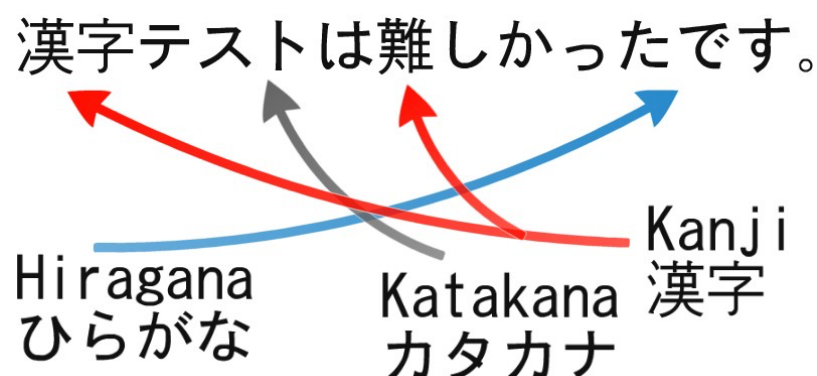 漢字テストは難しかったです。
Hiragana
ひらがな
Katakana
カタカナ
Kanji
漢字